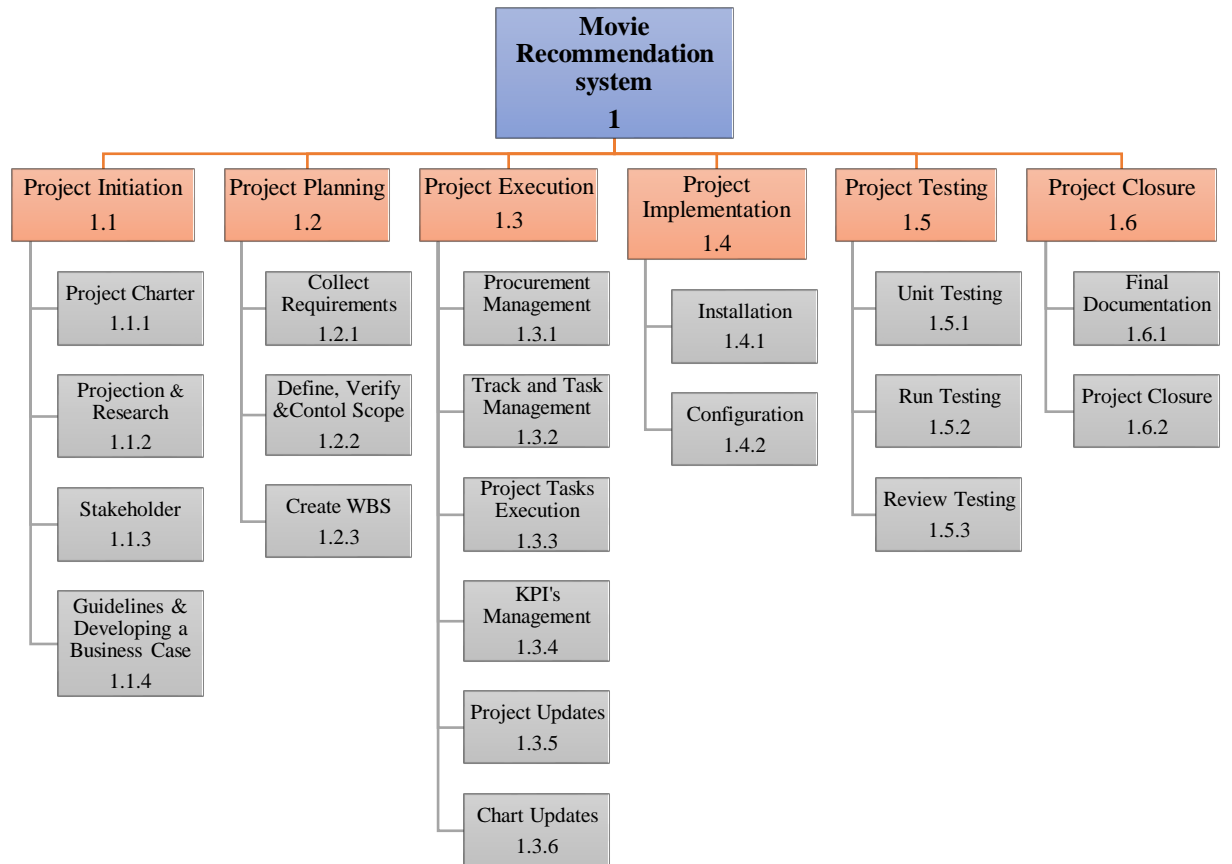 Movie
Recommendation
system
1
Project Initiation
1.1
Project Planning
1.2
Project Execution
1.3
Project
Implementation
1.4
Project Testing
1.5
Project Closure
1.6
Project Charter
1.1.1
Projection &
Research
1.1.2
Stakeholder
1.1.3
Guidelines &
Developing a
Business Case
1.1.4
Collect
Requirements
1.2.1
Define, Verify
&Contol Scope
1.2.2
Create WBS
1.2.3
Procurement
Management
1.3.1
Track and Task
Management
1.3.2
Project Tasks
Execution
1.3.3
KPI's
Management
1.3.4
Project Updates
1.3.5
Chart Updates
1.3.6
Installation
1.4.1
Configuration
1.4.2
Unit Testing
1.5.1
Run Testing
1.5.2
Review Testing
1.5.3
Final
Documentation
1.6.1
Project Closure
1.6.2